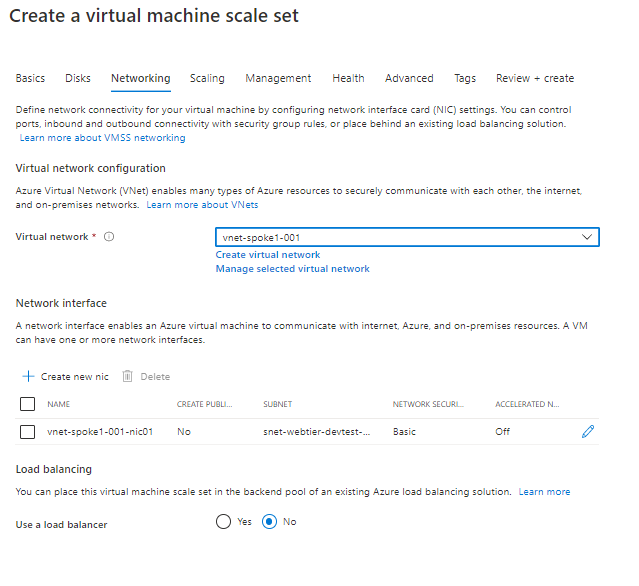 Create a virtual machine scale set
Basics Disks Networking Scaling Management Health Advanced Tags Review + create
Define network connectivity for your virtual machine by configuring network interface card (NIC) settings. You can control
ports, inbound and outbound connectivity with security group rules, or place behind an existing load balancing solution.
Learn more about VMSS networking
Virtual network configuration
Azure Virtual Network (VNet) enables many types of Azure resources to securely communicate with each other, the internet,
and on-premises networks. Learn more about VNets
Virtual network * vnet-spoke1-001
Create virtual network
Manage selected virtual network
Network interface
A network interface enables an Azure virtual machine to communicate with internet, Azure, and on-premises resources. A VM
can have one or more network interfaces.
Create new nic Delete
NAME CREATE PUBLI... SUBNET NETWORK SECURI... ACCELERATED N...
vnet-spoke1-001-nic01 No snet-webtier-devtest-... Basic Off
Load balancing
You can place this virtual machine scale set in the backend pool of an existing Azure load balancing solution. Learn more
Use a load balancer Yes No